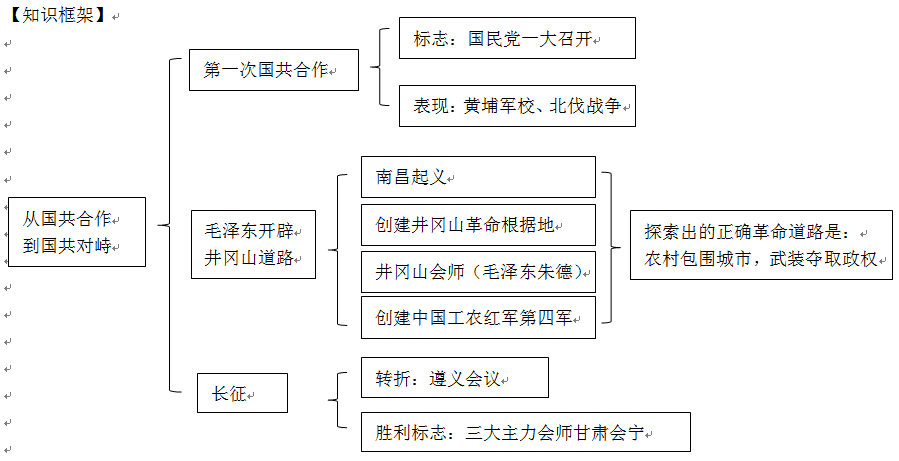 【知识框架】
从国共合作
到国共对峙
第一次国共合作
标志：国民党一大召开
表现：黄埔军校、北伐战争
毛泽东开辟
井冈山道路
南昌起义
创建井冈山革命根据地
井冈山会师（毛泽东朱德）
创建中国工农红军第四军
探索出的正确革命道路是：
农村包围城市，武装夺取政权
长征
转折：遵义会议
胜利标志：三大主力会师甘肃会宁